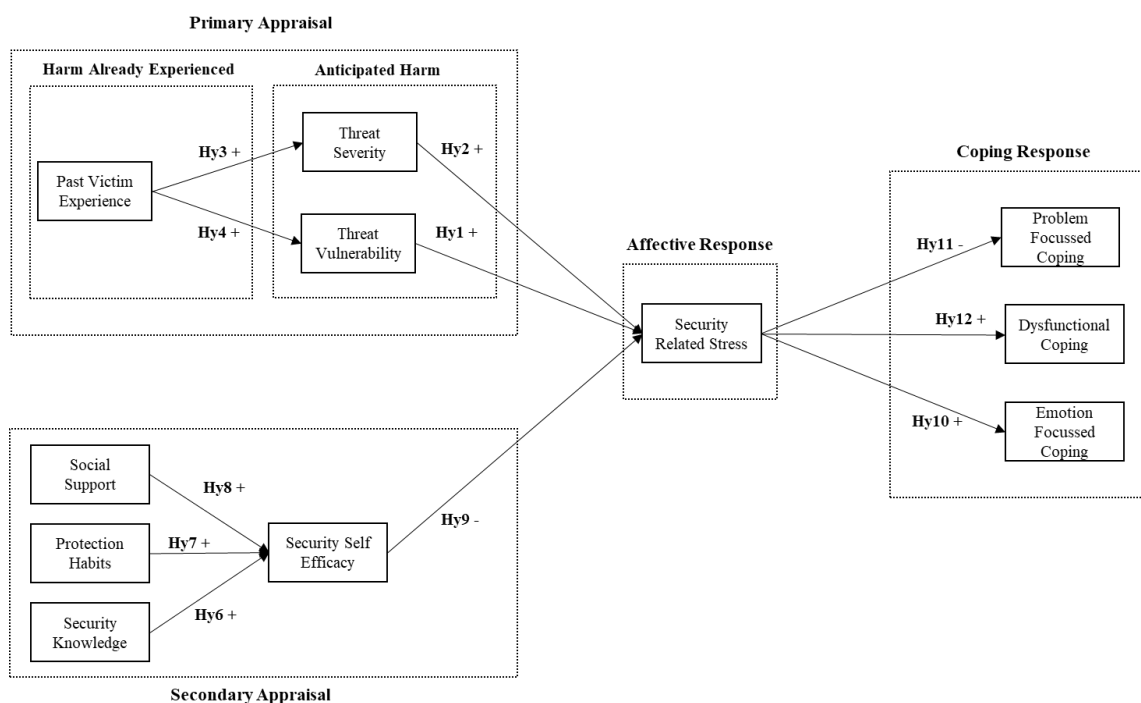 Primary Appraisal
Harm Already Experienced
Anticipated Harm
Past Victim
Experience
Hy3 +
Hy4 +
Threat
Severity
Threat
Vulnerability
Hy2 +
Hy1 +
Affective Response
Security
Related Stress
Coping Response
Hy11 -
Hy12 +
Hy10 +
Problem
Focussed
Coping
Dysfunctional
Coping
Emotion
Focussed
Coping
Social
Support
Protection
Habits
Security
Knowledge
Hy8 +
Hy7 +
Hy6 +
Security Self
Efficacy
Hy9 -
Secondary Appraisal